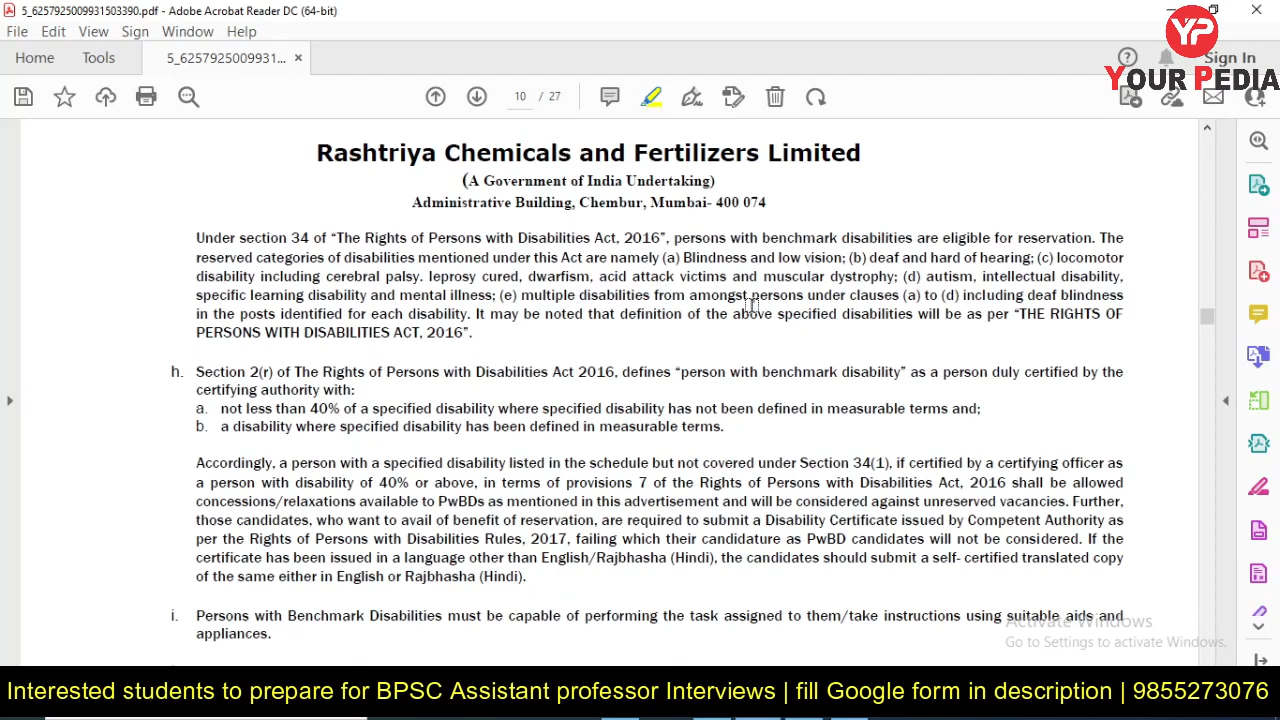 5_6257925009931503390.pdf - Adobe Acrobat Reader DC (64-bit)
File Edit View Sign Window Help
Home Tools 5_6257925009931... Sign In
YP
YOUR PEDIA
10 / 27
Rashtriya Chemicals and Fertilizers Limited
(A Government of India Undertaking)
Administrative Building, Chembur, Mumbai- 400 074
Under section 34 of “The Rights of Persons with Disabilities Act, 2016”, persons with benchmark disabilities are eligible for reservation. The
reserved categories of disabilities mentioned under this Act are namely (a) Blindness and low vision; (b) deaf and hard of hearing; (c) locomotor
disability including cerebral palsy, leprosy cured, dwarfism, acid attack victims and muscular dystrophy; (d) autism, intellectual disability,
specific learning disability and mental illness; (e) multiple disabilities from amongst persons under clauses (a) to (d) including deaf blindness
in the posts identified for each disability. It may be noted that definition of the above specified disabilities will be as per “THE RIGHTS OF
PERSONS WITH DISABILITIES ACT, 2016”.
h. Section 2(r) of The Rights of Persons with Disabilities Act 2016, defines “person with benchmark disability” as a person duly certified by the
certifying authority with:
a. not less than 40% of a specified disability where specified disability has not been defined in measurable terms and;
b. a disability where specified disability has been defined in measurable terms.
Accordingly, a person with a specified disability listed in the schedule but not covered under Section 34(1), if certified by a certifying officer as
a person with disability of 40% or above, in terms of provisions 7 of the Rights of Persons with Disabilities Act, 2016 shall be allowed
concessions/relaxations available to PwBDs as mentioned in this advertisement and will be considered against unreserved vacancies. Further,
those candidates, who want to avail of benefit of reservation, are required to submit a Disability Certificate issued by Competent Authority as
per the Rights of Persons with Disabilities Rules, 2017, failing which their candidature as PwBD candidates will not be considered. If the
certificate has been issued in a language other than English/Rajbhasha (Hindi), the candidates should submit a self- certified translated copy
of the same either in English or Rajbhasha (Hindi).
i. Persons with Benchmark Disabilities must be capable of performing the task assigned to them/take instructions using suitable aids and
appliances.
Activate Windows
Go to Settings to activate Windows.
Interested students to prepare for BPSC Assistant professor Interviews | fill Google form in description | 9855273076